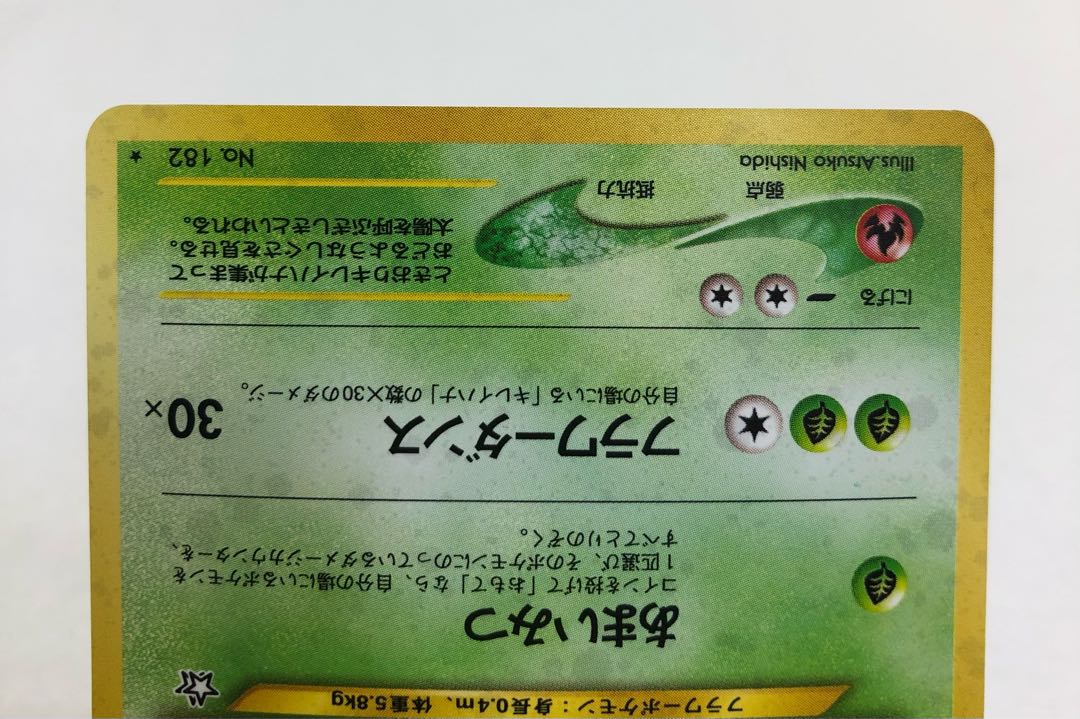 フラワーポケモン：身長0.4m、体重5.8kg
あまいみつ
コインを投げて「おもて」なら、自分の場にいるポケモンを
1匹選び、そのポケモンにのっているダメージカウンターを、
すべてとりのぞく。
フラワーダンス 30×
自分の場にいる「キレイハナ」の数×30のダメージ。
にげる
弱点 抵抗力
ときおりキレイハナが集まって
おどるようなしぐさを見せる。
太陽を呼ぶぎしきといわれる。
Illus.Atsuko Nishida
No. 182 ★